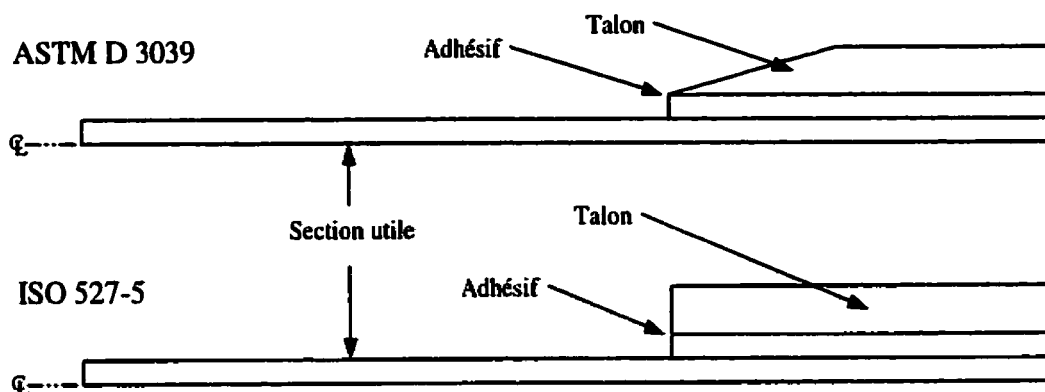 Talon
ASTM D 3039
Adhésif
℄
Section utile
Talon
ISO 527-5
Adhésif
℄